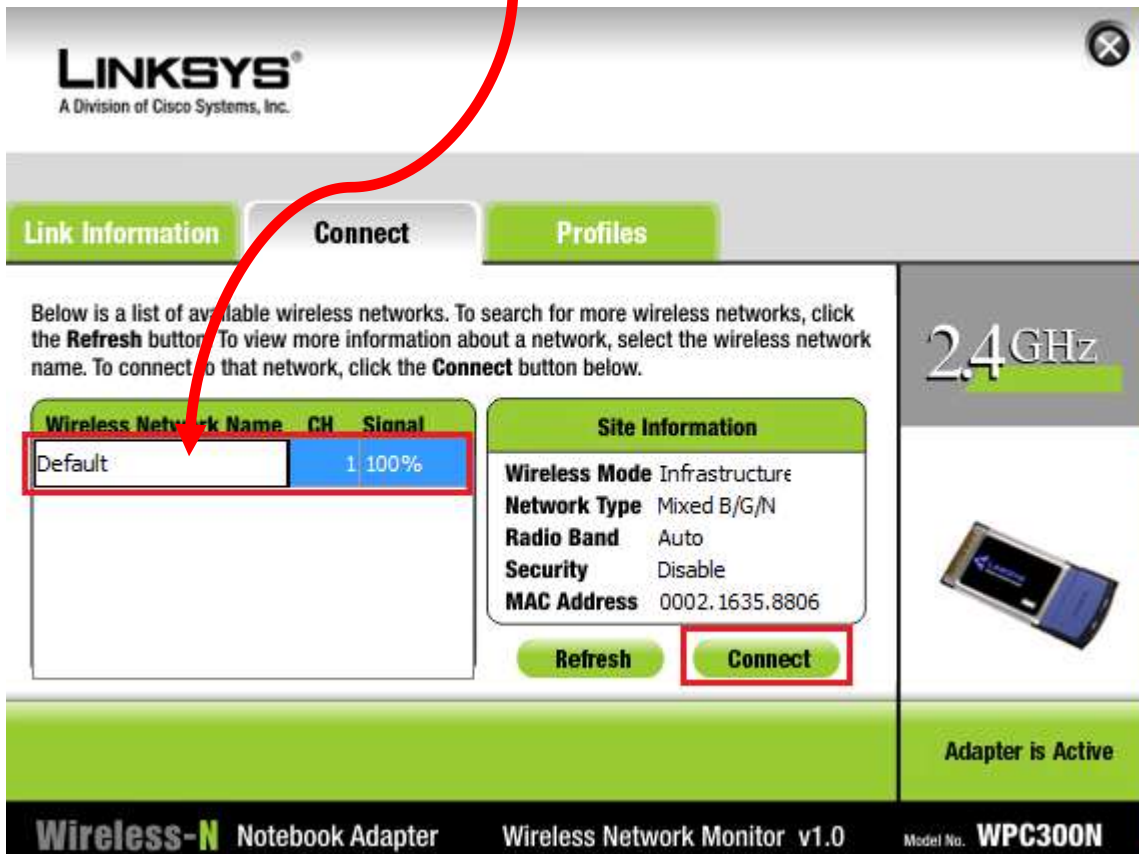 LINKSYS®
A Division of Cisco Systems, Inc.
Link Information Connect Profiles
Below is a list of available wireless networks. To search for more wireless networks, click
the Refresh button. To view more information about a network, select the wireless network
name. To connect to that network, click the Connect button below.
2.4GHz
Wireless Network Name CH Signal
Default 1 100%
Site Information
Wireless Mode Infrastructure
Network Type Mixed B/G/N
Radio Band Auto
Security Disable
MAC Address 0002.1635.8806
Refresh Connect
LINKSYS
Adapter is Active
Wireless-N Notebook Adapter Wireless Network Monitor v1.0 Model No. WPC300N